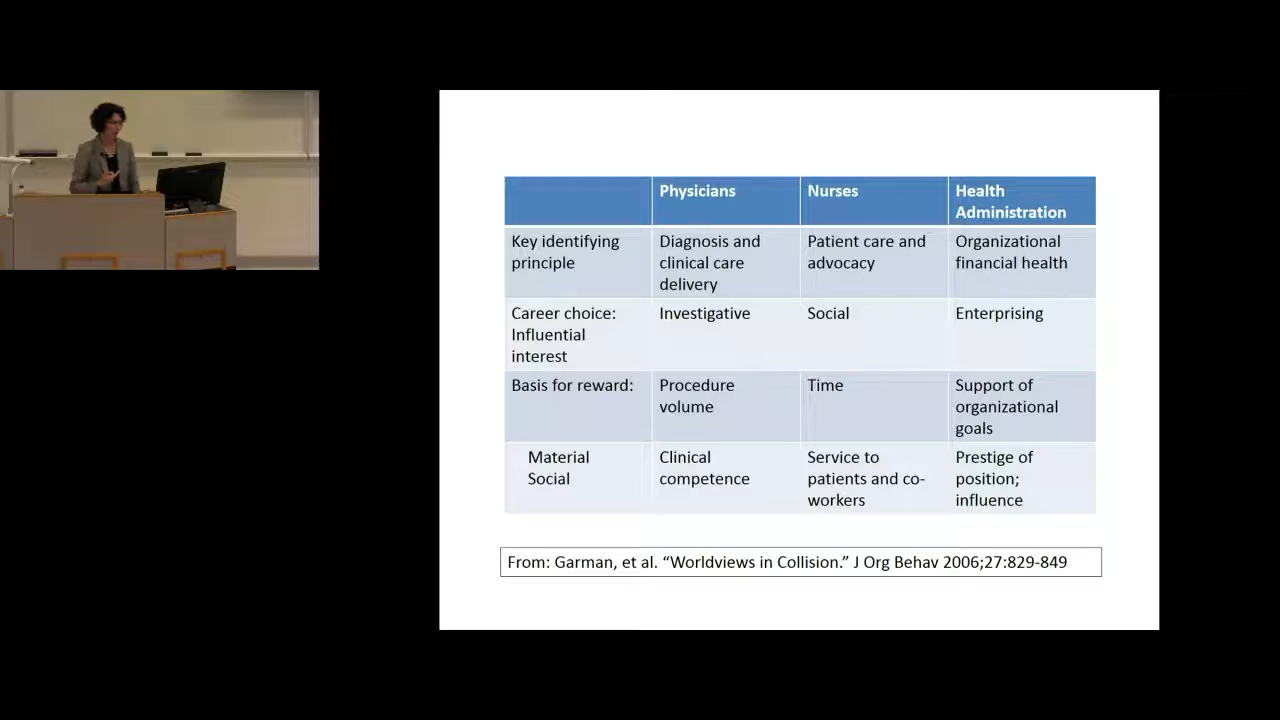 Physicians
Nurses
Health
Administration
Key identifying
principle
Diagnosis and
clinical care
delivery
Patient care and
advocacy
Organizational
financial health
Career choice:
Influential
interest
Investigative
Social
Enterprising
Basis for reward:
Procedure
volume
Time
Support of
organizational
goals
Material
Social
Clinical
competence
Service to
patients and co-
workers
Prestige of
position;
influence
From: Garman, et al. “Worldviews in Collision.” J Org Behav 2006;27:829-849